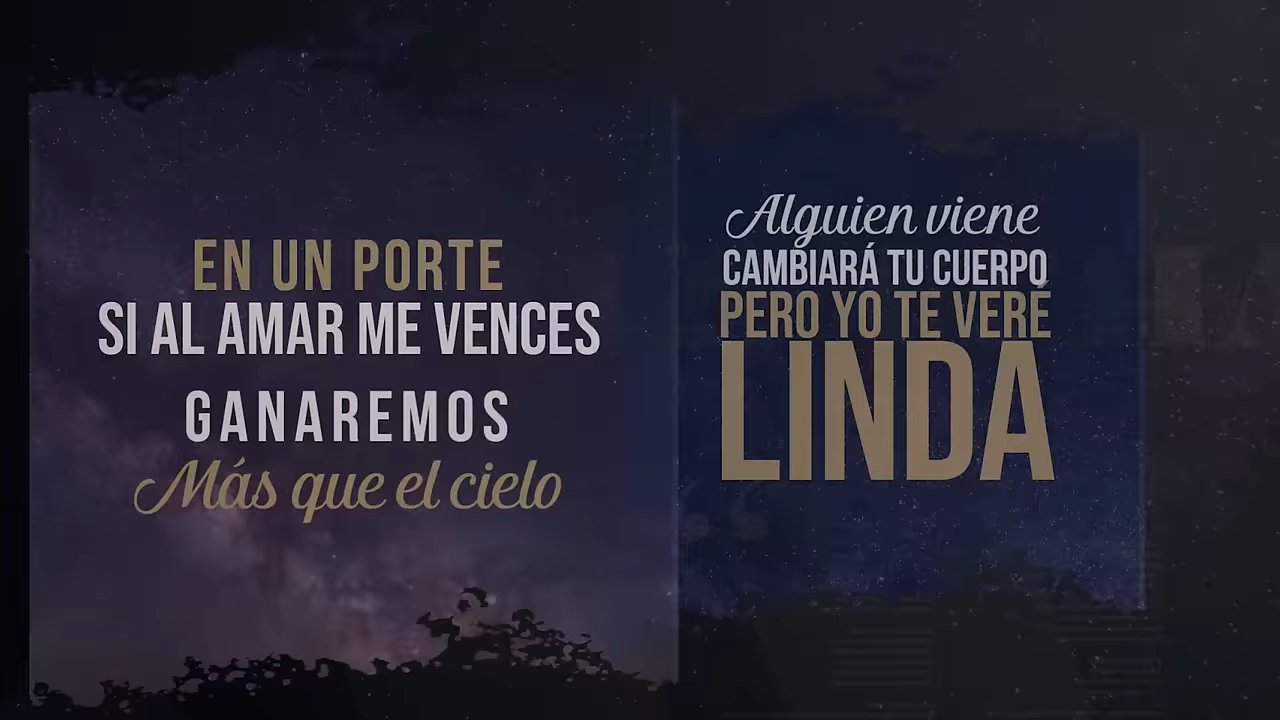 EN UN PORTE
SI AL AMAR ME VENCES
GANAREMOS
Más que el cielo
Alguien viene
CAMBIARÁ TU CUERPO
PERO YO TE VERÉ
LINDA